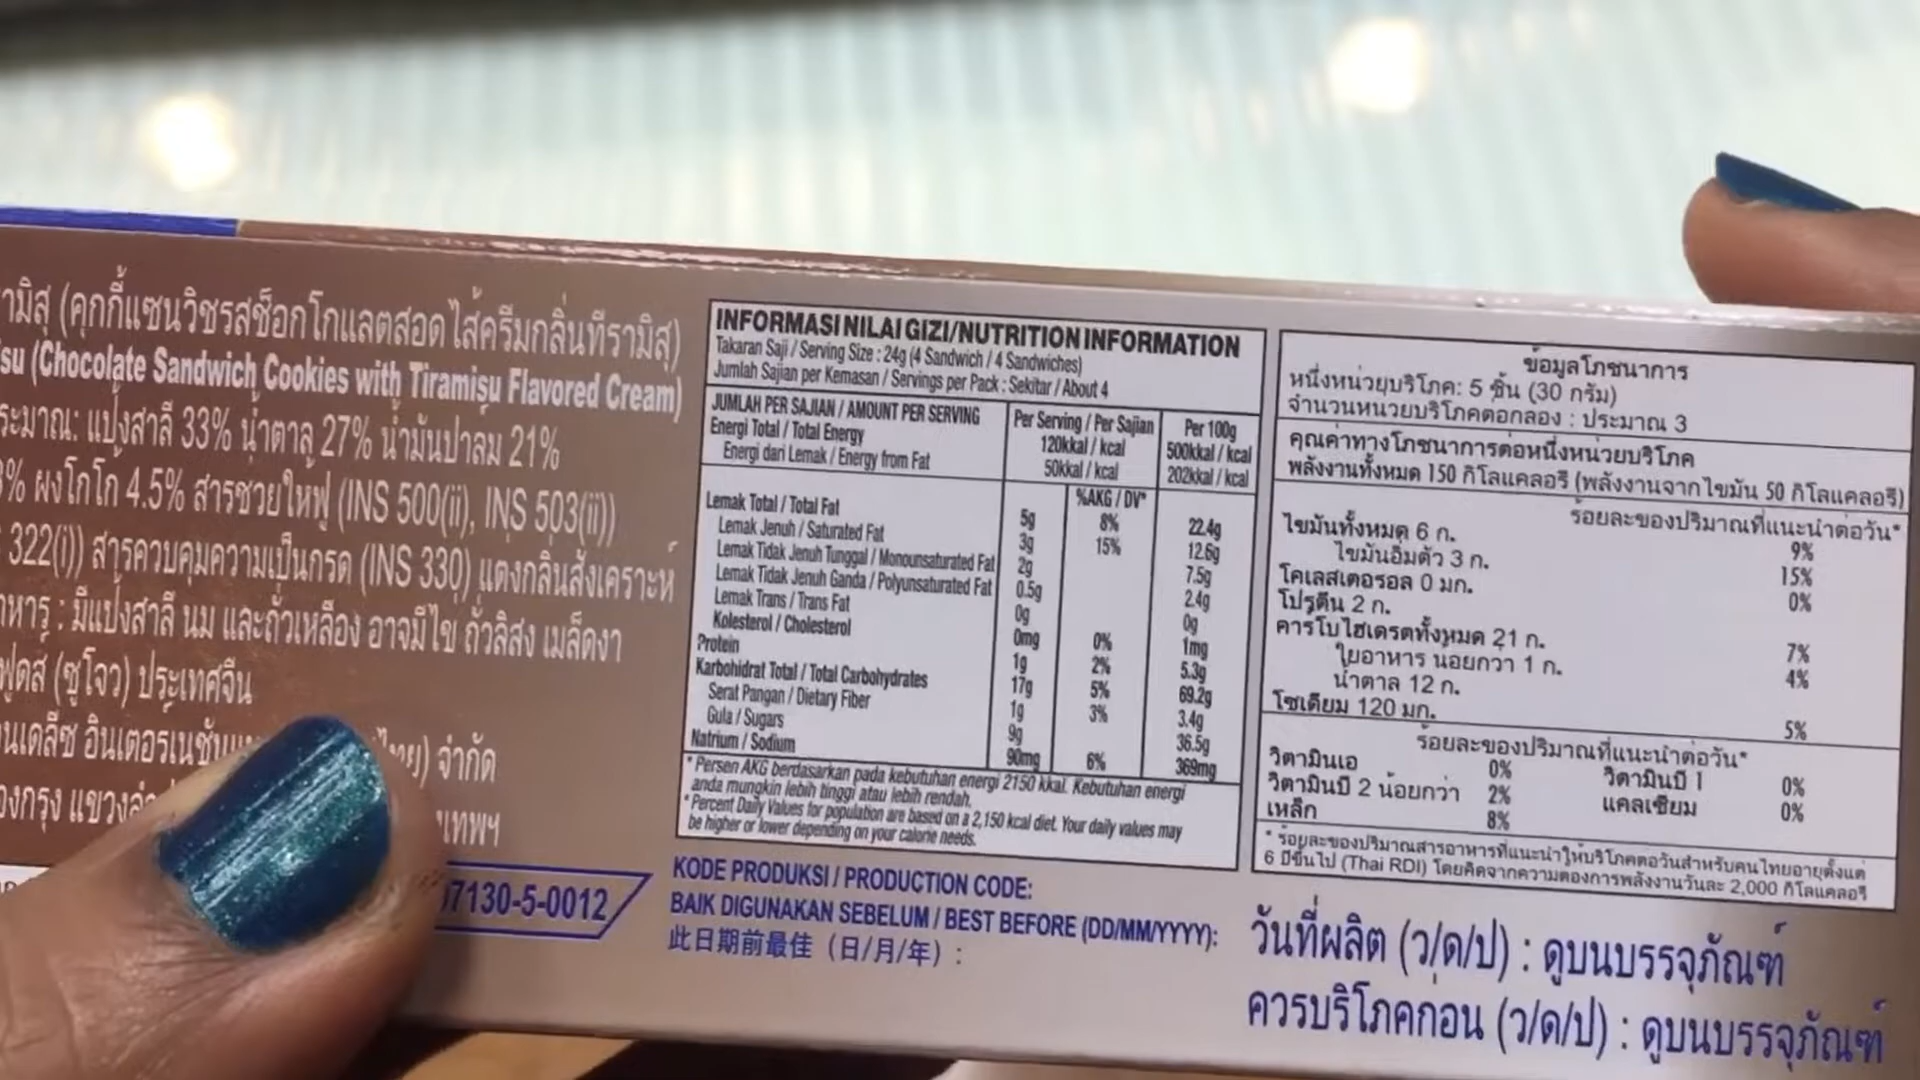 ามิสุ (คุกกี้แซนวิชรสช็อกโกแลตสอดไส้ครีมกลิ่นทีรามิสุ)
isu (Chocolate Sandwich Cookies with Tiramisu Flavored Cream)
ระมาณ: แป้งสาลี 33% น้ำตาล 27% น้ำมันปาล์ม 21%
% ผงโกโก้ 4.5% สารช่วยให้ฟู (INS 500(ii), INS 503(ii))
322(i)) สารควบคุมความเป็นกรด (INS 330) แต่งกลิ่นสังเคราะห์
าหาร : มีแป้งสาลี นม และถั่วเหลือง อาจมีไข่ ถั่วลิสง เมล็ดงา
ฟูดส์ (ซูโจว) ประเทศจีน
นเดลีซ อินเตอร์เนชั่น ไทย) จำกัด
องกรุง แขวงลำ งเทพฯ
7130-5-0012
INFORMASI NILAI GIZI/NUTRITION INFORMATION
Takaran Saji / Serving Size : 24g (4 Sandwich / 4 Sandwiches)
Jumlah Sajian per Kemasan / Servings per Pack : Sekitar / About 4
JUMLAH PER SAJIAN / AMOUNT PER SERVING Per Serving / Per Sajian Per 100g
Energi Total / Total Energy 120kkal / kcal 500kkal / kcal
Energi dari Lemak / Energy from Fat 50kkal / kcal 202kkal / kcal
%AKG / DV*
Lemak Total / Total Fat 5g 8% 22.4g
Lemak Jenuh / Saturated Fat 3g 15% 12.6g
Lemak Tidak Jenuh Tunggal / Monounsaturated Fat 2g 7.5g
Lemak Tidak Jenuh Ganda / Polyunsaturated Fat 0.5g 2.4g
Lemak Trans / Trans Fat 0g 0g
Kolesterol / Cholesterol 0mg 0% 1mg
Protein 1g 2% 5.3g
Karbohidrat Total / Total Carbohydrates 17g 5% 69.2g
Serat Pangan / Dietary Fiber 1g 3% 3.4g
Gula / Sugars 9g 36.5g
Natrium / Sodium 90mg 6% 369mg
* Persen AKG berdasarkan pada kebutuhan energi 2150 kkal. Kebutuhan energi
anda mungkin lebih tinggi atau lebih rendah.
* Percent Daily Values for population are based on a 2,150 kcal diet. Your daily values may
be higher or lower depending on your calorie needs.
KODE PRODUKSI / PRODUCTION CODE:
BAIK DIGUNAKAN SEBELUM / BEST BEFORE (DD/MM/YYYY):
此日期前最佳 (日/月/年) :
ข้อมูลโภชนาการ
หนึ่งหน่วยบริโภค: 5 ชิ้น (30 กรัม)
จำนวนหน่วยบริโภคต่อกล่อง : ประมาณ 3
คุณค่าทางโภชนาการต่อหนึ่งหน่วยบริโภค
พลังงานทั้งหมด 150 กิโลแคลอรี (พลังงานจากไขมัน 50 กิโลแคลอรี)
ร้อยละของปริมาณที่แนะนำต่อวัน*
ไขมันทั้งหมด 6 ก. 9%
ไขมันอิ่มตัว 3 ก. 15%
โคเลสเตอรอล 0 มก. 0%
โปรตีน 2 ก.
คาร์โบไฮเดรตทั้งหมด 21 ก. 7%
ใยอาหาร น้อยกว่า 1 ก. 4%
น้ำตาล 12 ก.
โซเดียม 120 มก. 5%
ร้อยละของปริมาณที่แนะนำต่อวัน*
วิตามินเอ 0% วิตามินบี 1 0%
วิตามินบี 2 น้อยกว่า 2% แคลเซียม 0%
เหล็ก 8%
* ร้อยละของปริมาณสารอาหารที่แนะนำให้บริโภคต่อวันสำหรับคนไทยอายุตั้งแต่
6 ปีขึ้นไป (Thai RDI) โดยคิดจากความต้องการพลังงานวันละ 2,000 กิโลแคลอรี
วันที่ผลิต (ว/ด/ป) : ดูบนบรรจุภัณฑ์
ควรบริโภคก่อน (ว/ด/ป) : ดูบนบรรจุภัณฑ์